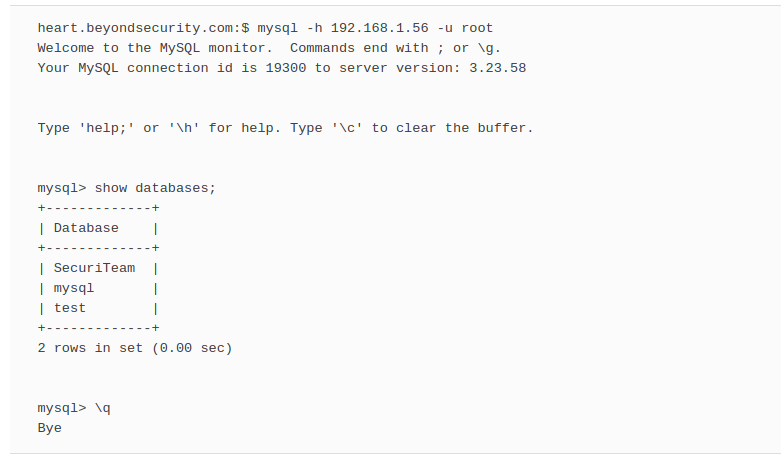 heart.beyondsecurity.com:$ mysql -h 192.168.1.56 -u root
Welcome to the MySQL monitor.  Commands end with ; or \g.
Your MySQL connection id is 19300 to server version: 3.23.58
Type 'help;' or '\h' for help. Type '\c' to clear the buffer.
mysql> show databases;
+-------------+
| Database    |
+-------------+
| SecuriTeam  |
| mysql       |
| test        |
+-------------+
2 rows in set (0.00 sec)
mysql> \q
Bye